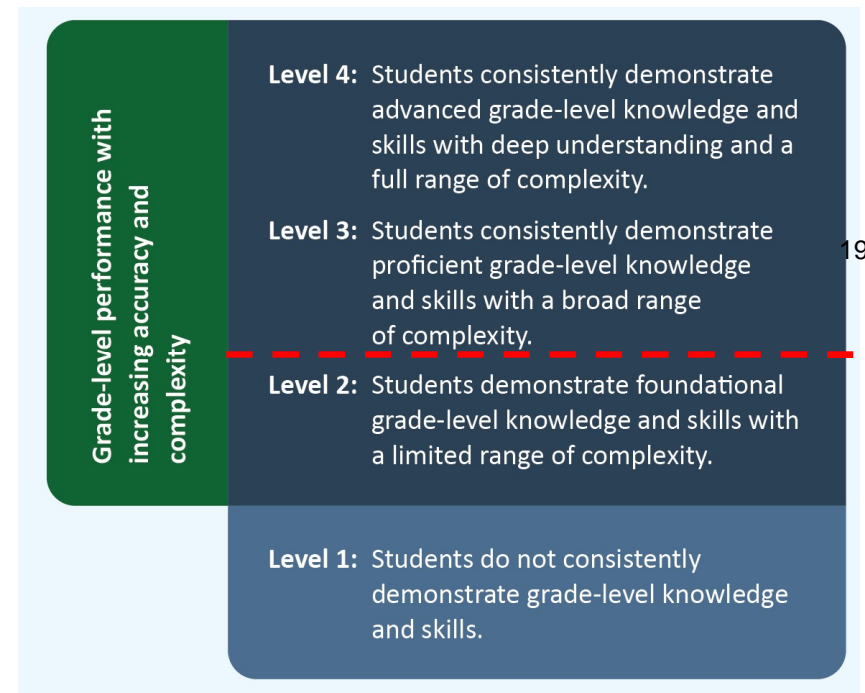 Grade-level performance with
increasing accuracy and
complexity
Level 4: Students consistently demonstrate
advanced grade-level knowledge and
skills with deep understanding and a
full range of complexity.
Level 3: Students consistently demonstrate
proficient grade-level knowledge
and skills with a broad range
of complexity.
19
Level 2: Students demonstrate foundational
grade-level knowledge and skills with
a limited range of complexity.
Level 1: Students do not consistently
demonstrate grade-level knowledge
and skills.